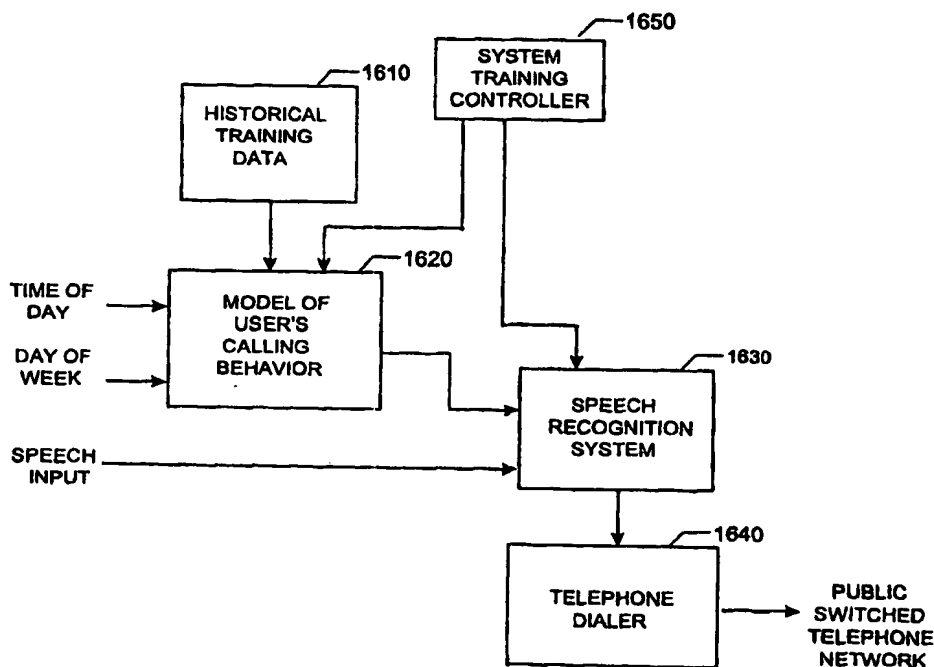 1650
SYSTEM
TRAINING
CONTROLLER
1610
HISTORICAL
TRAINING
DATA
1620
TIME OF
DAY
MODEL OF
USER'S
CALLING
BEHAVIOR
DAY OF
WEEK
1630
SPEECH
RECOGNITION
SYSTEM
SPEECH
INPUT
1640
TELEPHONE
DIALER
PUBLIC
SWITCHED
TELEPHONE
NETWORK